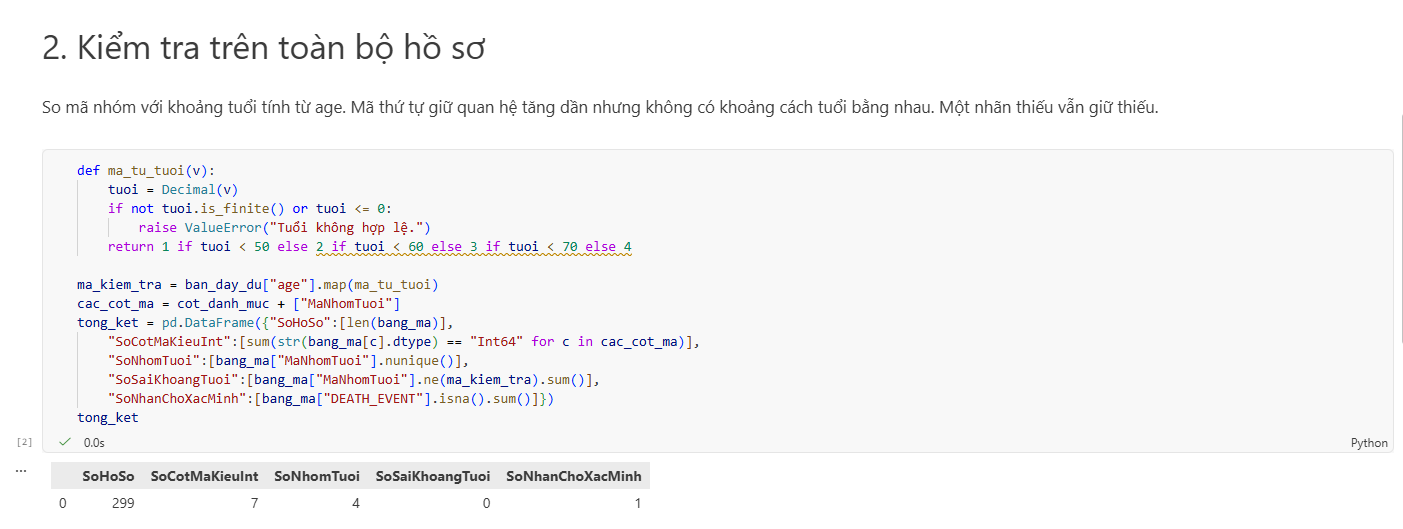 2. Kiểm tra trên toàn bộ hồ sơ
So mã nhóm với khoảng tuổi tính từ age. Mã thứ tự giữ quan hệ tăng dần nhưng không có khoảng cách tuổi bằng nhau. Một nhãn thiếu vẫn giữ thiếu.
def ma_tu_tuoi(v):
    tuoi = Decimal(v)
    if not tuoi.is_finite() or tuoi <= 0:
        raise ValueError("Tuổi không hợp lệ.")
    return 1 if tuoi < 50 else 2 if tuoi < 60 else 3 if tuoi < 70 else 4
ma_kiem_tra = ban_day_du["age"].map(ma_tu_tuoi)
cac_cot_ma = cot_danh_muc + ["MaNhomTuoi"]
tong_ket = pd.DataFrame({"SoHoSo":[len(bang_ma)],
    "SoCotMaKieuInt":[sum(str(bang_ma[c].dtype) == "Int64" for c in cac_cot_ma)],
    "SoNhomTuoi":[bang_ma["MaNhomTuoi"].nunique()],
    "SoSaiKhoangTuoi":[bang_ma["MaNhomTuoi"].ne(ma_kiem_tra).sum()],
    "SoNhanChoXacMinh":[bang_ma["DEATH_EVENT"].isna().sum()]})
tong_ket
[2] ✓ 0.0s Python
... SoHoSo SoCotMaKieuInt SoNhomTuoi SoSaiKhoangTuoi SoNhanChoXacMinh
0 299 7 4 0 1